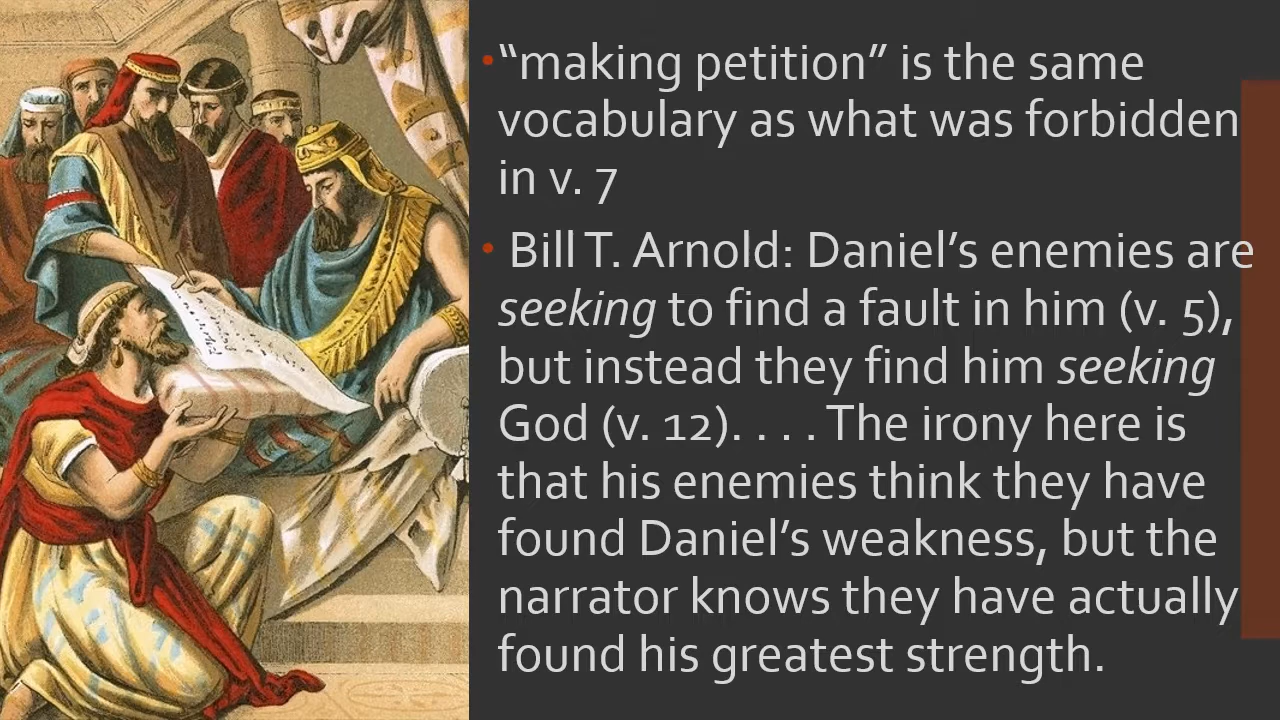 •“making petition” is the same
vocabulary as what was forbidden
in v. 7
• Bill T. Arnold: Daniel’s enemies are
seeking to find a fault in him (v. 5),
but instead they find him seeking
God (v. 12). . . . The irony here is
that his enemies think they have
found Daniel’s weakness, but the
narrator knows they have actually
found his greatest strength.